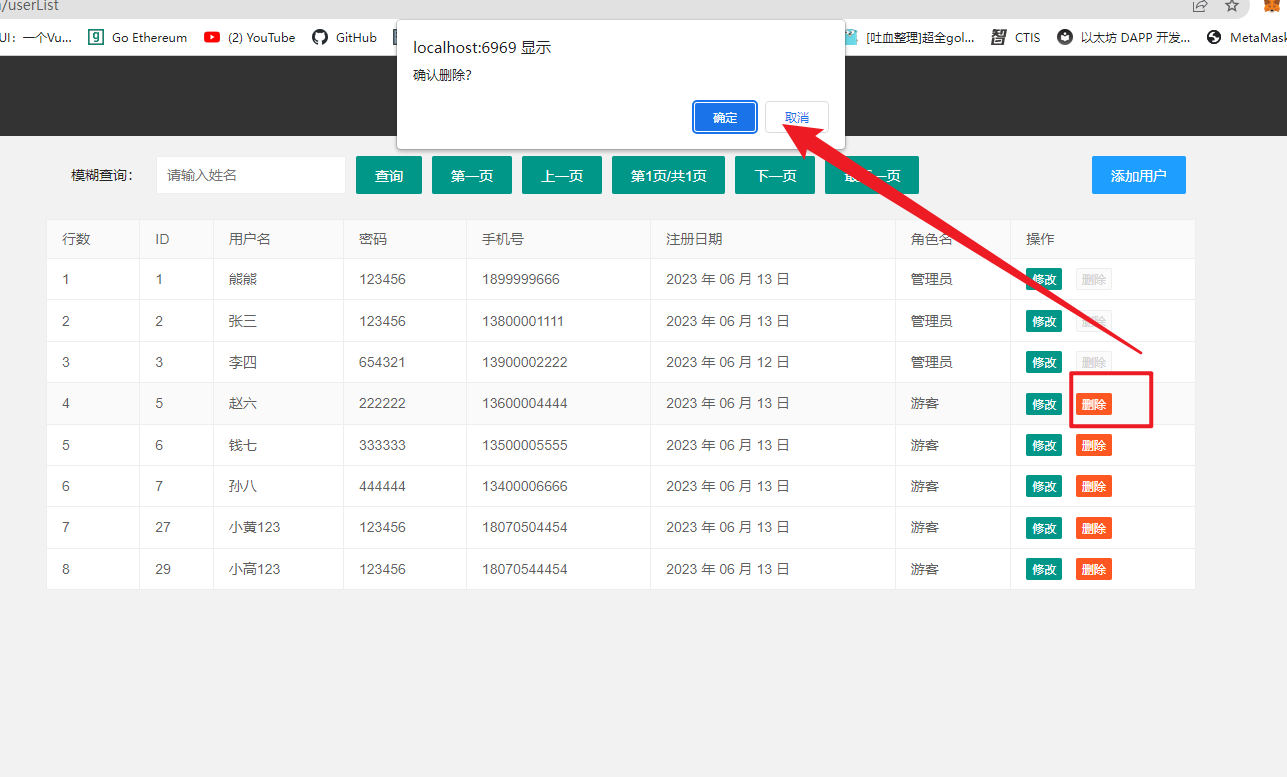 /userList
localhost:6969 显示
确认删除?
确定 取消
UI：一个Vu... Go Ethereum (2) YouTube GitHub [吐血整理]超全gol... CTIS 以太坊 DAPP 开发... MetaMask
模糊查询： 请输入姓名 查询 第一页 上一页 第1页/共1页 下一页 一页 添加用户
行数 ID 用户名 密码 手机号 注册日期 角色名 操作
1 1 熊熊 123456 1899999666 2023 年 06 月 13 日 管理员 修改 删除
2 2 张三 123456 13800001111 2023 年 06 月 13 日 管理员 修改 删除
3 3 李四 654321 13900002222 2023 年 06 月 12 日 管理员 修改 删除
4 5 赵六 222222 13600004444 2023 年 06 月 13 日 游客 修改 删除
5 6 钱七 333333 13500005555 2023 年 06 月 13 日 游客 修改 删除
6 7 孙八 444444 13400006666 2023 年 06 月 13 日 游客 修改 删除
7 27 小黄123 123456 18070504454 2023 年 06 月 13 日 游客 修改 删除
8 29 小高123 123456 18070544454 2023 年 06 月 13 日 游客 修改 删除